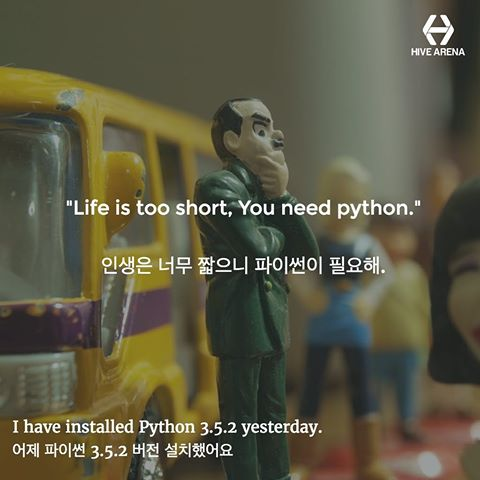 HIVE ARENA
"Life is too short, You need python."
인생은 너무 짧으니 파이썬이 필요해.
I have installed Python 3.5.2 yesterday.
어제 파이썬 3.5.2 버전 설치했어요